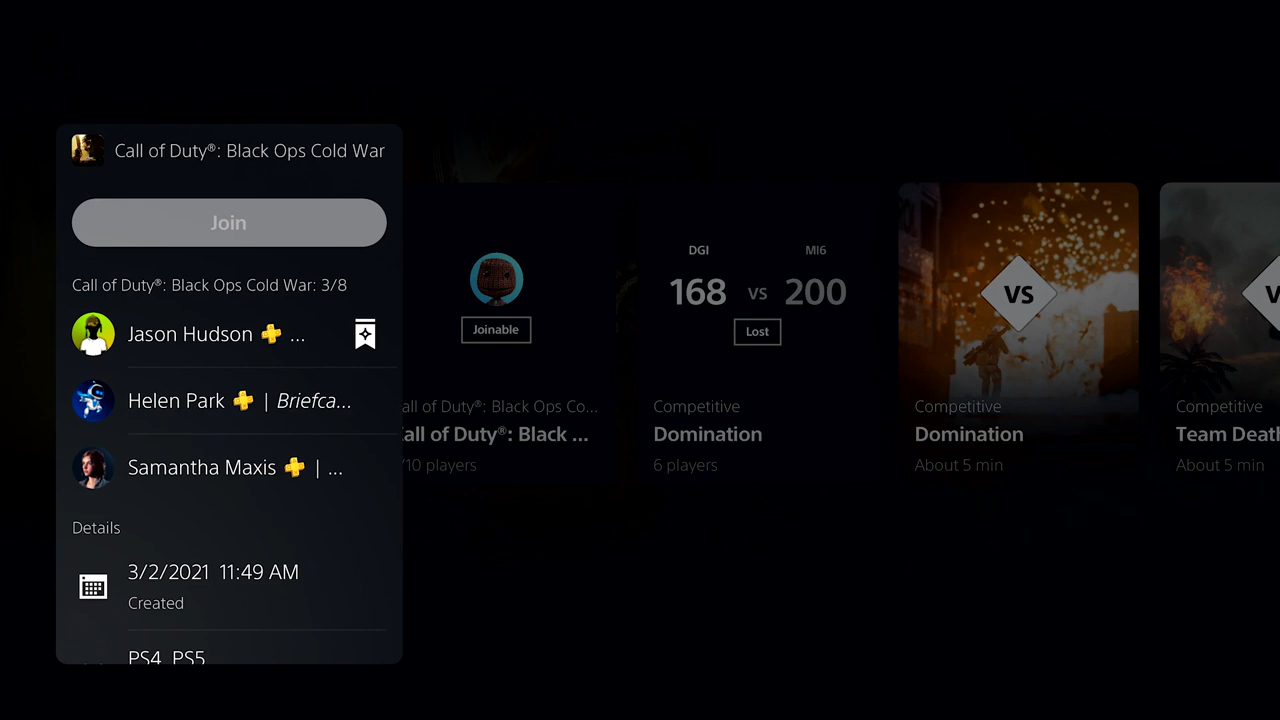 Call of Duty®: Black Ops Cold War
Join
Call of Duty®: Black Ops Cold War: 3/8
Jason Hudson ...
Helen Park | Briefca...
Samantha Maxis | ...
Details
3/2/2021 11:49 AM
Created
PS4, PS5
Joinable
all of Duty®: Black Ops Co...
all of Duty®: Black ...
/10 players
DGI
MI6
168 VS 200
Lost
Competitive
Domination
6 players
VS
Competitive
Domination
About 5 min
V
Competitive
Team Deat
About 5 min